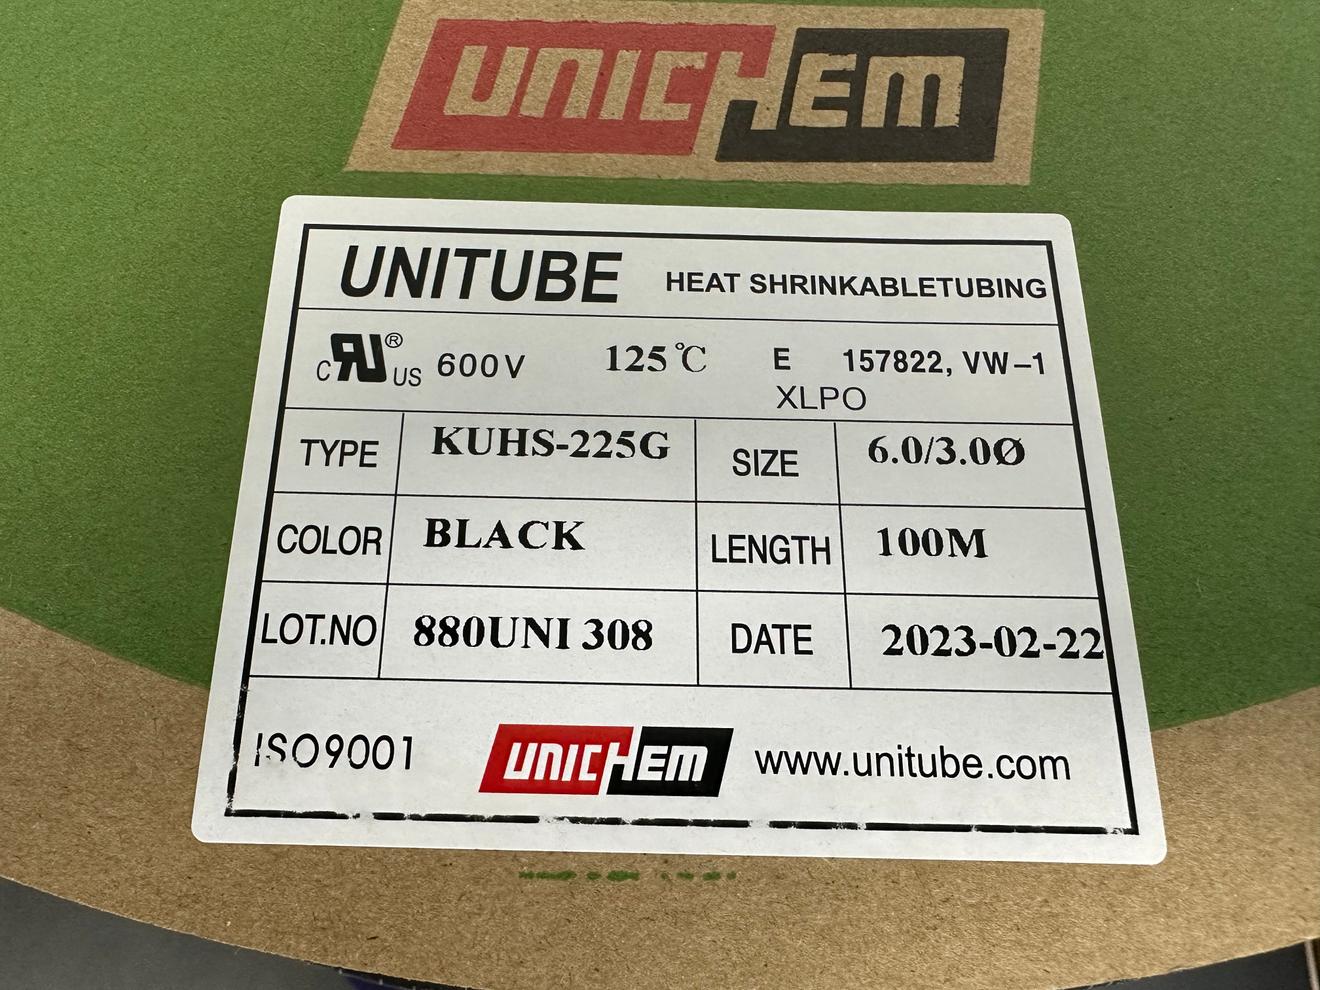 UNICHEM
UNITUBE HEAT SHRINKABLETUBING
c RU ® US 600V 125℃ E 157822, VW-1
XLPO
TYPE KUHS-225G SIZE 6.0/3.0Ø
COLOR BLACK LENGTH 100M
LOT.NO 880UNI 308 DATE 2023-02-22
ISO9001 UNICHEM www.unitube.com